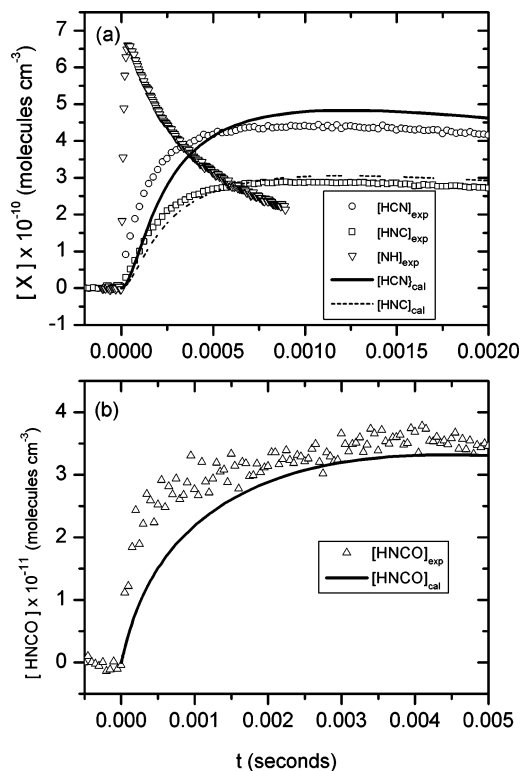 (a)
[ X ] x 10⁻¹⁰ (molecules cm⁻³)
7
6
5
4
3
2
1
0
-1
[HCN]exp
[HNC]exp
[NH]exp
[HCN}cal
[HNC]cal
0.0000 0.0005 0.0010 0.0015 0.0020
(b)
[ HNCO ] x 10⁻¹¹ (molecules cm⁻³)
4
3
2
1
0
[HNCO]exp
[HNCO]cal
0.000 0.001 0.002 0.003 0.004 0.005
t (seconds)